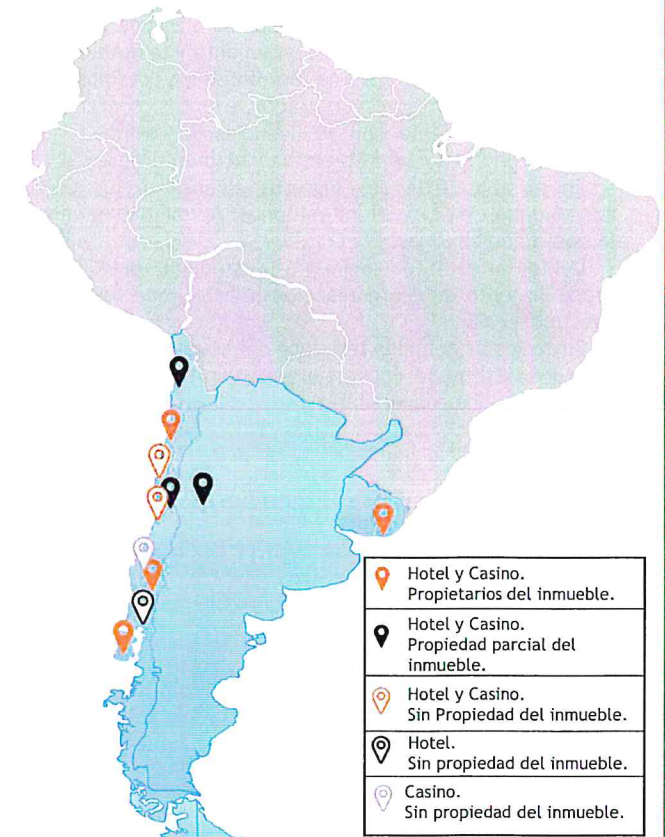 Hotel y Casino.
Propietarios del inmueble.
Hotel y Casino.
Propiedad parcial del
inmueble.
Hotel y Casino.
Sin Propiedad del inmueble.
Hotel.
Sin propiedad del inmueble.
Casino.
Sin propiedad del inmueble.